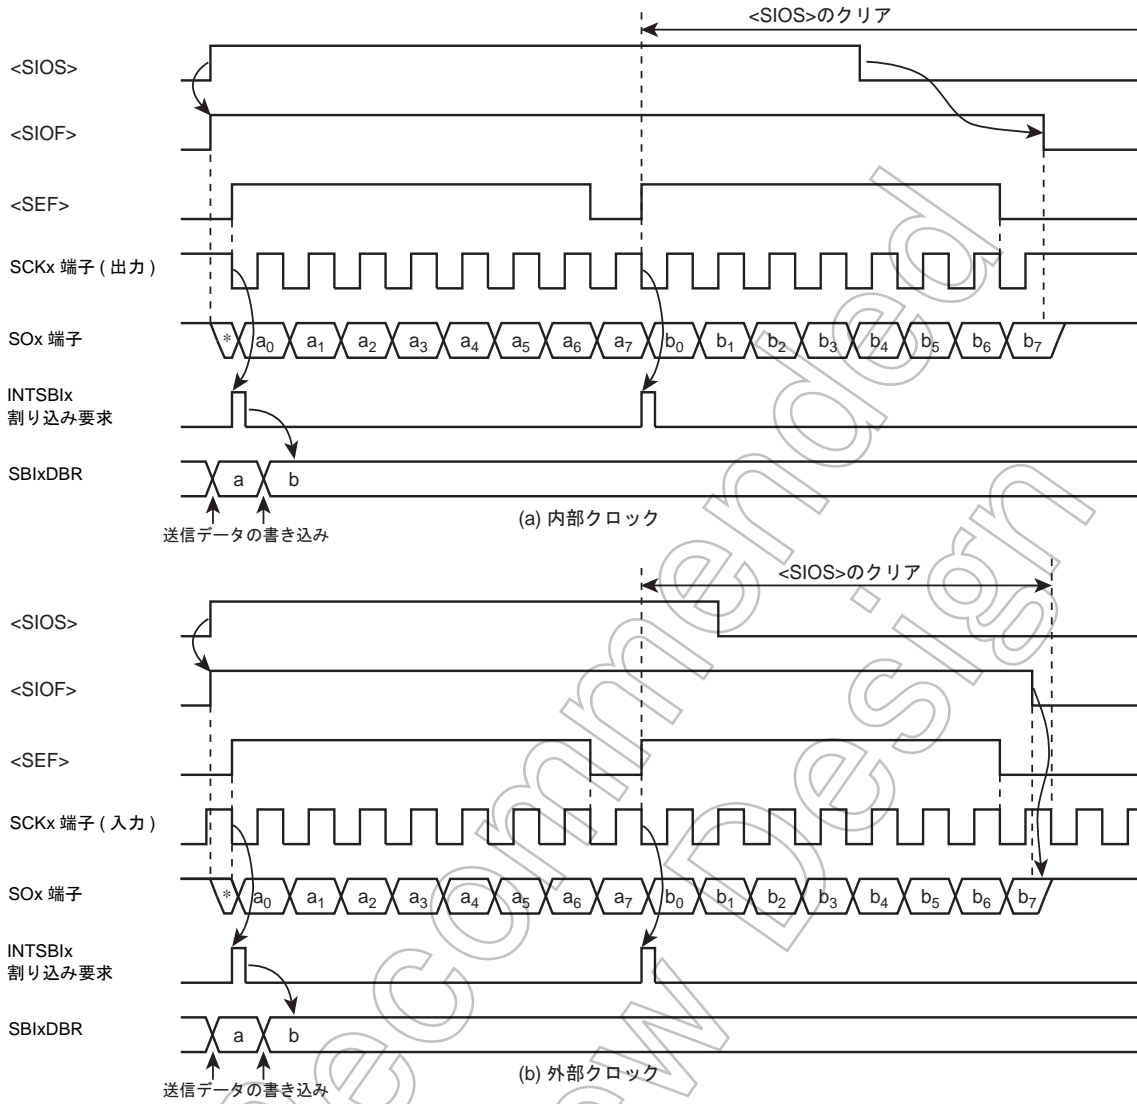 <SIOS>のクリア
<SIOS>
<SIOF>
<SEF>
SCKx 端子 ( 出力 )
SOx 端子
* a0 a1 a2 a3 a4 a5 a6 a7 b0 b1 b2 b3 b4 b5 b6 b7
INTSBIx
割り込み要求
SBIxDBR
a b
送信データの書き込み
(a) 内部クロック
<SIOS>のクリア
<SIOS>
<SIOF>
<SEF>
SCKx 端子 ( 入力 )
SOx 端子
* a0 a1 a2 a3 a4 a5 a6 a7 b0 b1 b2 b3 b4 b5 b6 b7
INTSBIx
割り込み要求
SBIxDBR
a b
送信データの書き込み
(b) 外部クロック
ecommended
w Design